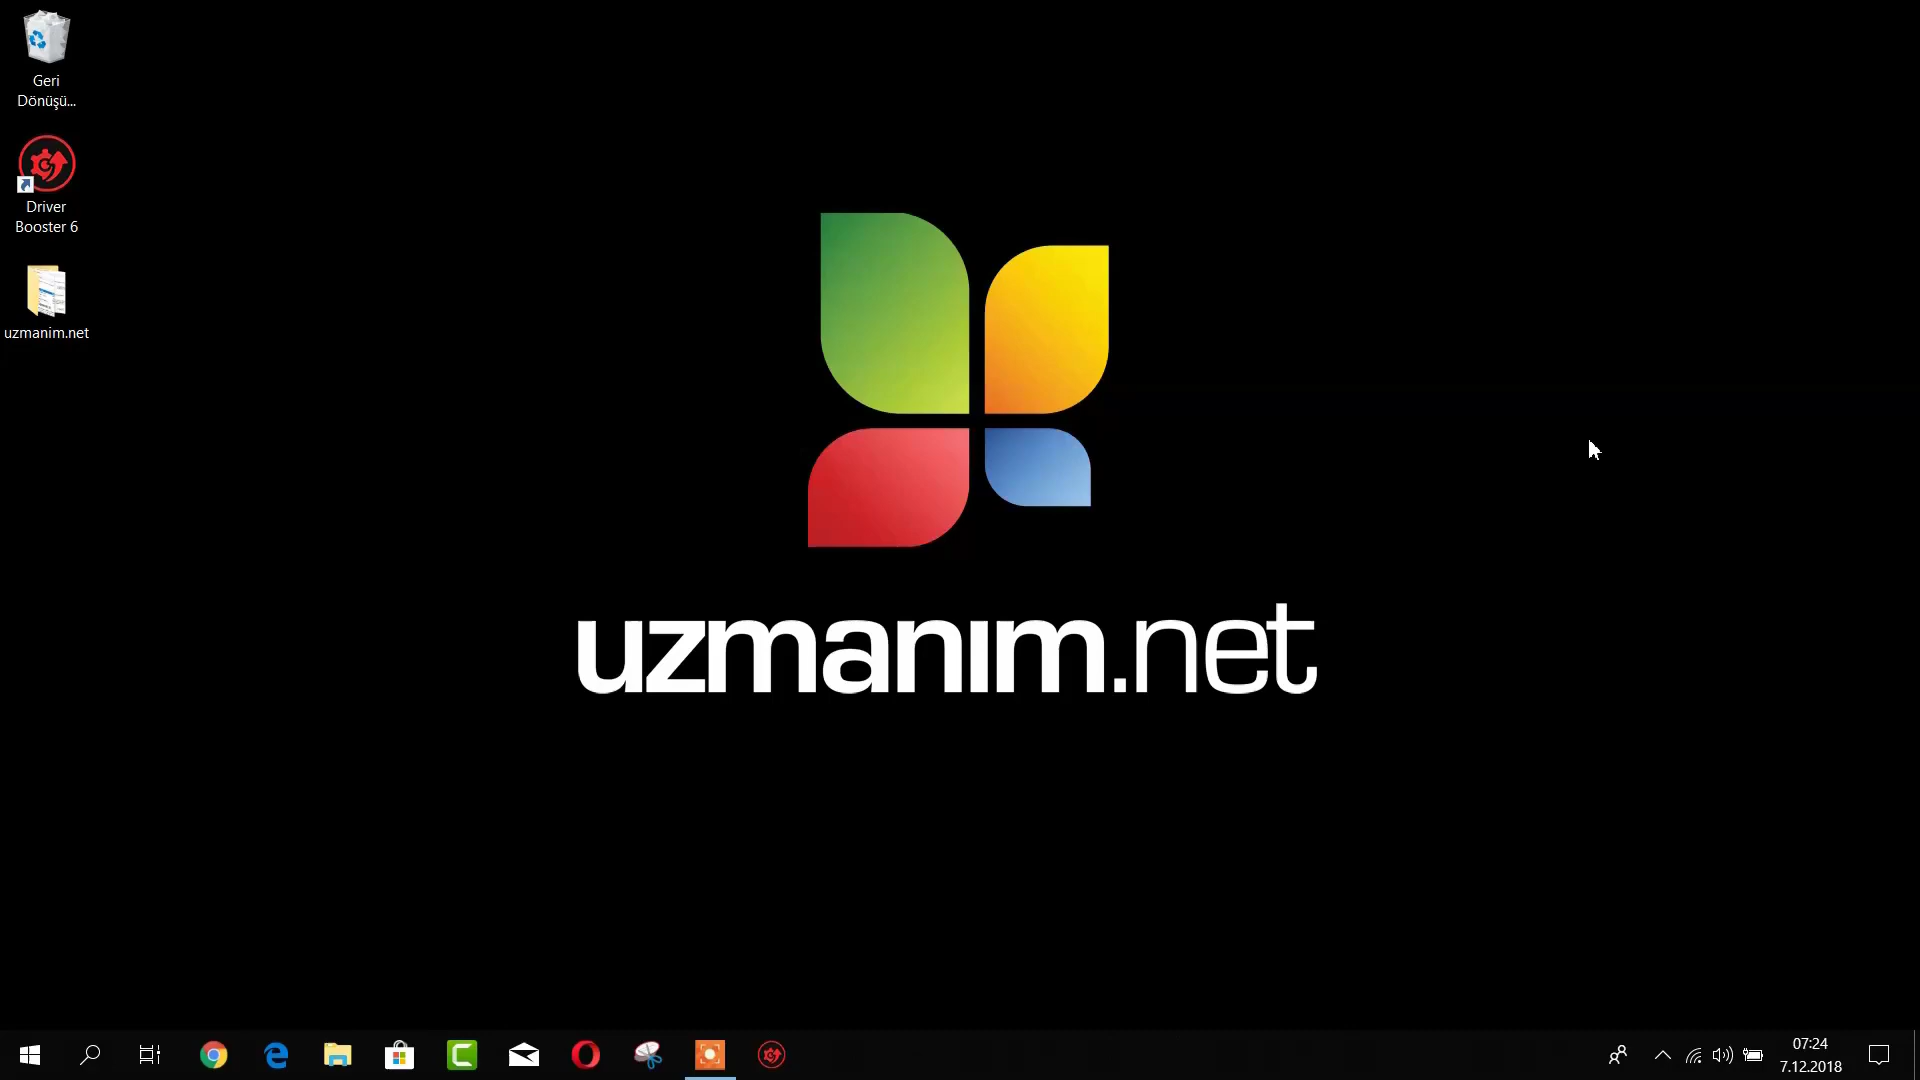 Geri
Dönüşü...
Driver
Booster 6
uzmanim.net
uzmanım.net
07:24
7.12.2018